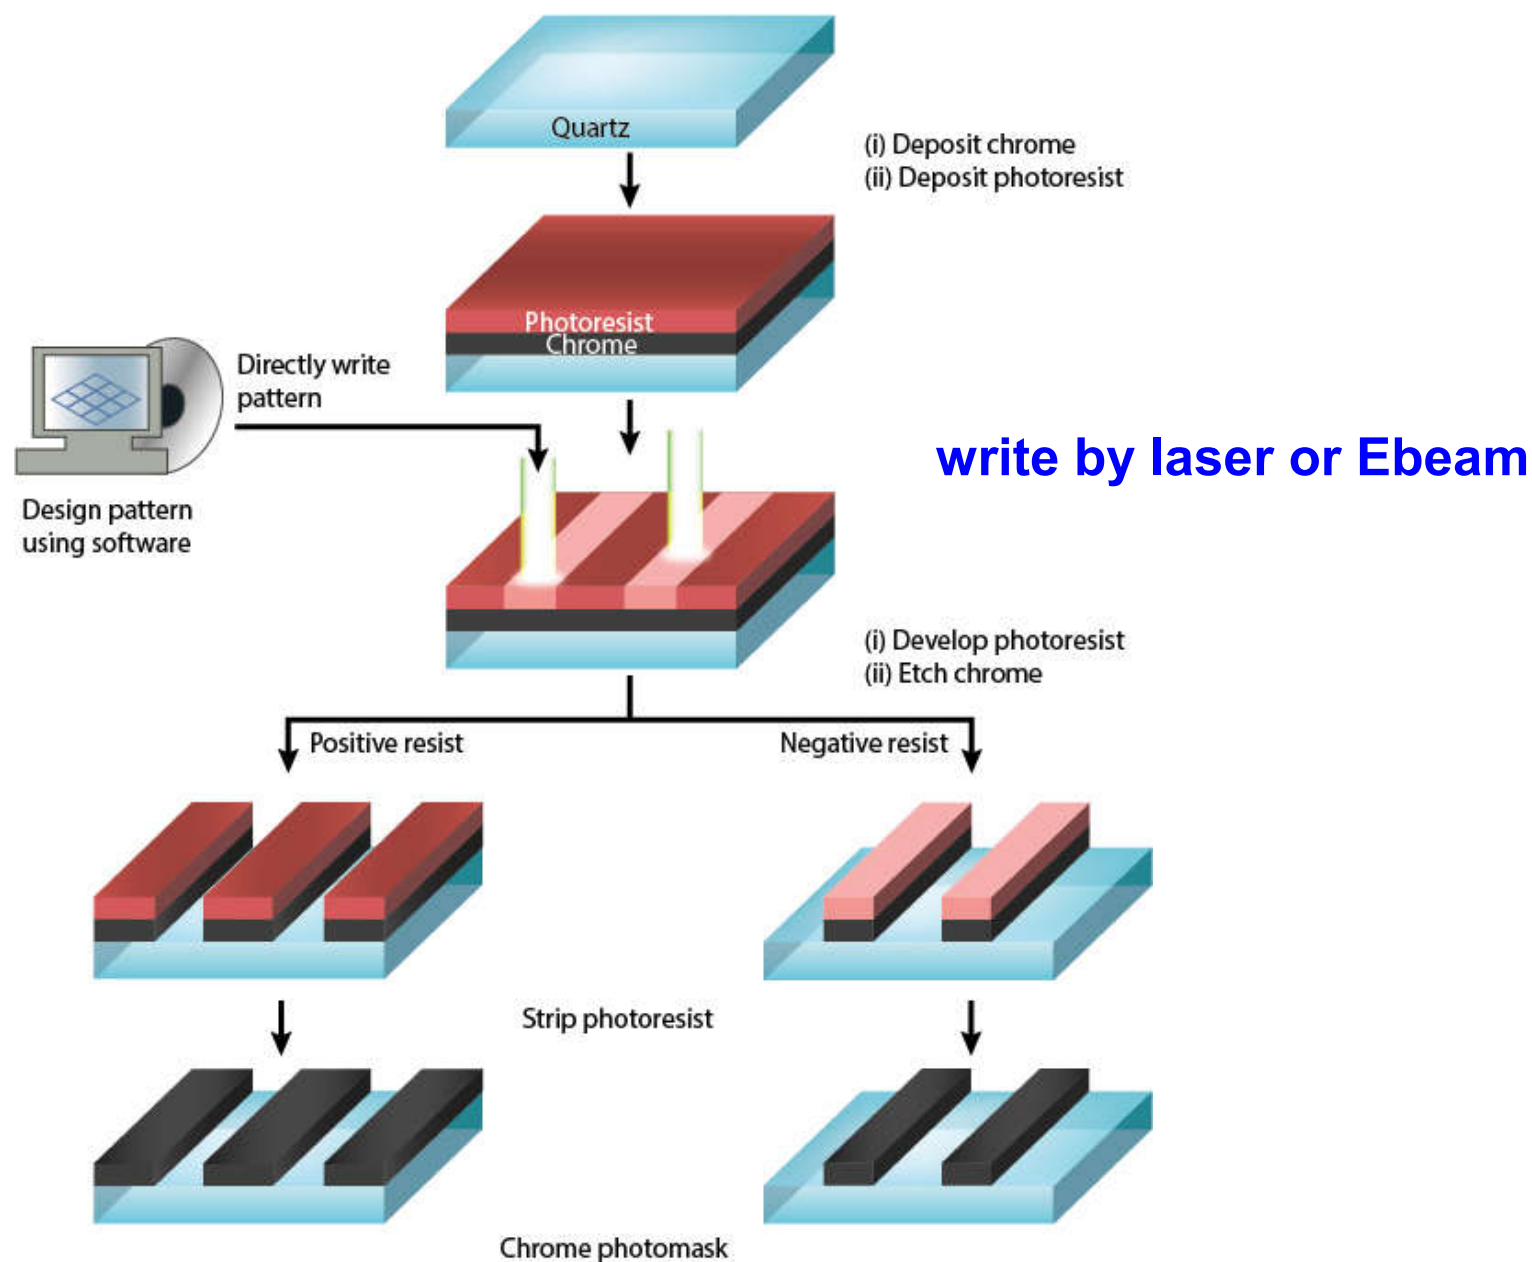 Quartz
(i) Deposit chrome
(ii) Deposit photoresist
Photoresist
Chrome
Directly write
pattern
write by laser or Ebeam
Design pattern
using software
(i) Develop photoresist
(ii) Etch chrome
Positive resist
Negative resist
Strip photoresist
Chrome photomask